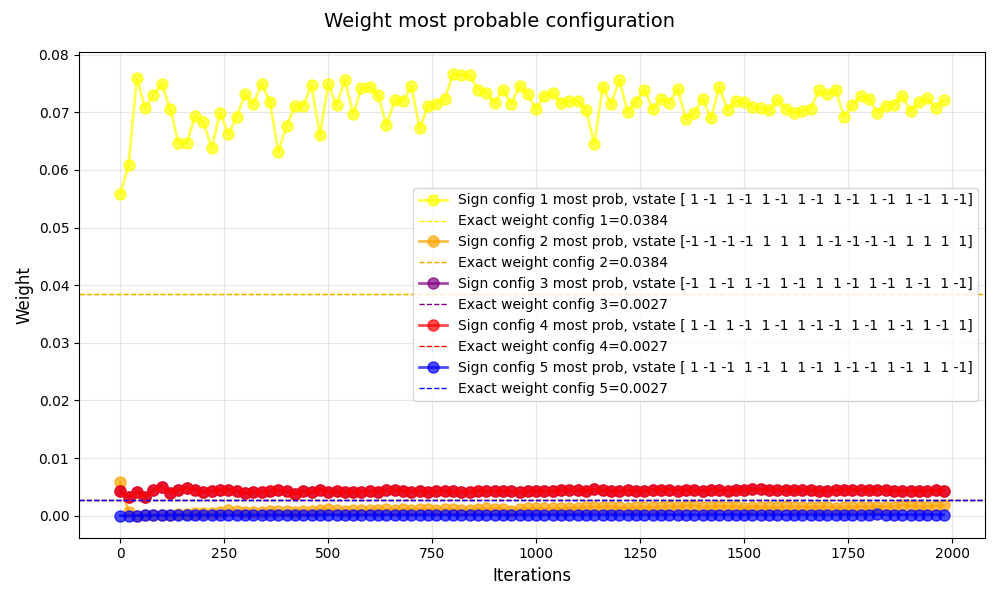 Weight most probable configuration
Weight
0.08
0.07
0.06
0.05
0.04
0.03
0.02
0.01
0.00
Sign config 1 most prob, vstate [ 1 -1  1 -1  1 -1  1 -1  1 -1  1 -1  1 -1  1 -1]
Exact weight config 1=0.0384
Sign config 2 most prob, vstate [-1 -1 -1 -1  1  1  1  1 -1 -1 -1 -1  1  1  1  1]
Exact weight config 2=0.0384
Sign config 3 most prob, vstate [-1  1 -1  1  1 -1  1 -1  1 -1  1 -1  1 -1  1 -1]
Exact weight config 3=0.0027
Sign config 4 most prob, vstate [ 1 -1  1 -1  1 -1  1 -1 -1  1 -1  1 -1  1 -1  1]
Exact weight config 4=0.0027
Sign config 5 most prob, vstate [ 1 -1 -1  1 -1  1  1 -1  1 -1 -1  1 -1  1  1 -1]
Exact weight config 5=0.0027
0 250 500 750 1000 1250 1500 1750 2000
Iterations